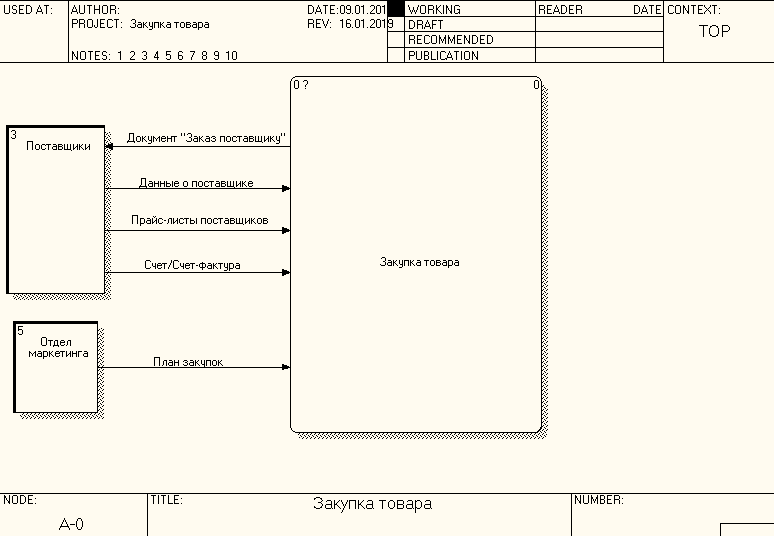 USED AT:
AUTHOR:
DATE:09.01.2019
WORKING
READER
DATE
CONTEXT:
PROJECT: Закупка товара
REV: 16.01.2019
DRAFT
TOP
RECOMMENDED
NOTES: 1 2 3 4 5 6 7 8 9 10
PUBLICATION
0 ?
0
3
Поставщики
Документ "Заказ поставщику"
Данные о поставщике
Прайс-листы поставщиков
Счет/Счет-фактура
Закупка товара
5
Отдел
маркетинга
План закупок
NODE:
A-0
TITLE:
Закупка товара
NUMBER: